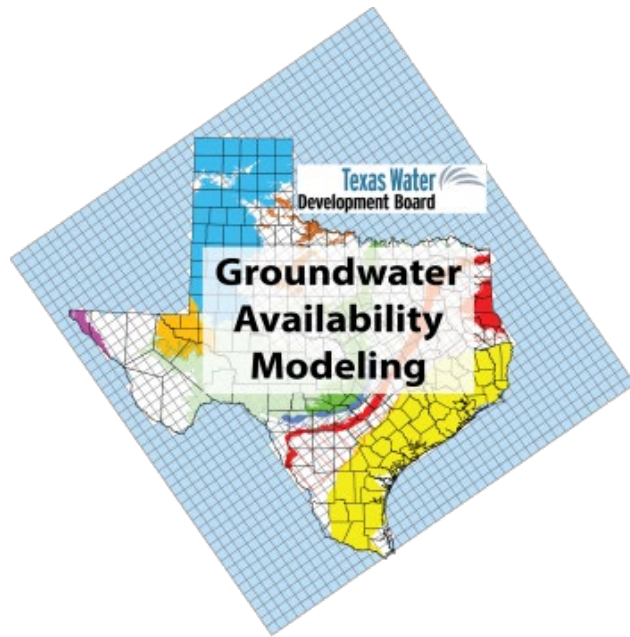 Texas Water
Development Board
Groundwater
Availability
Modeling